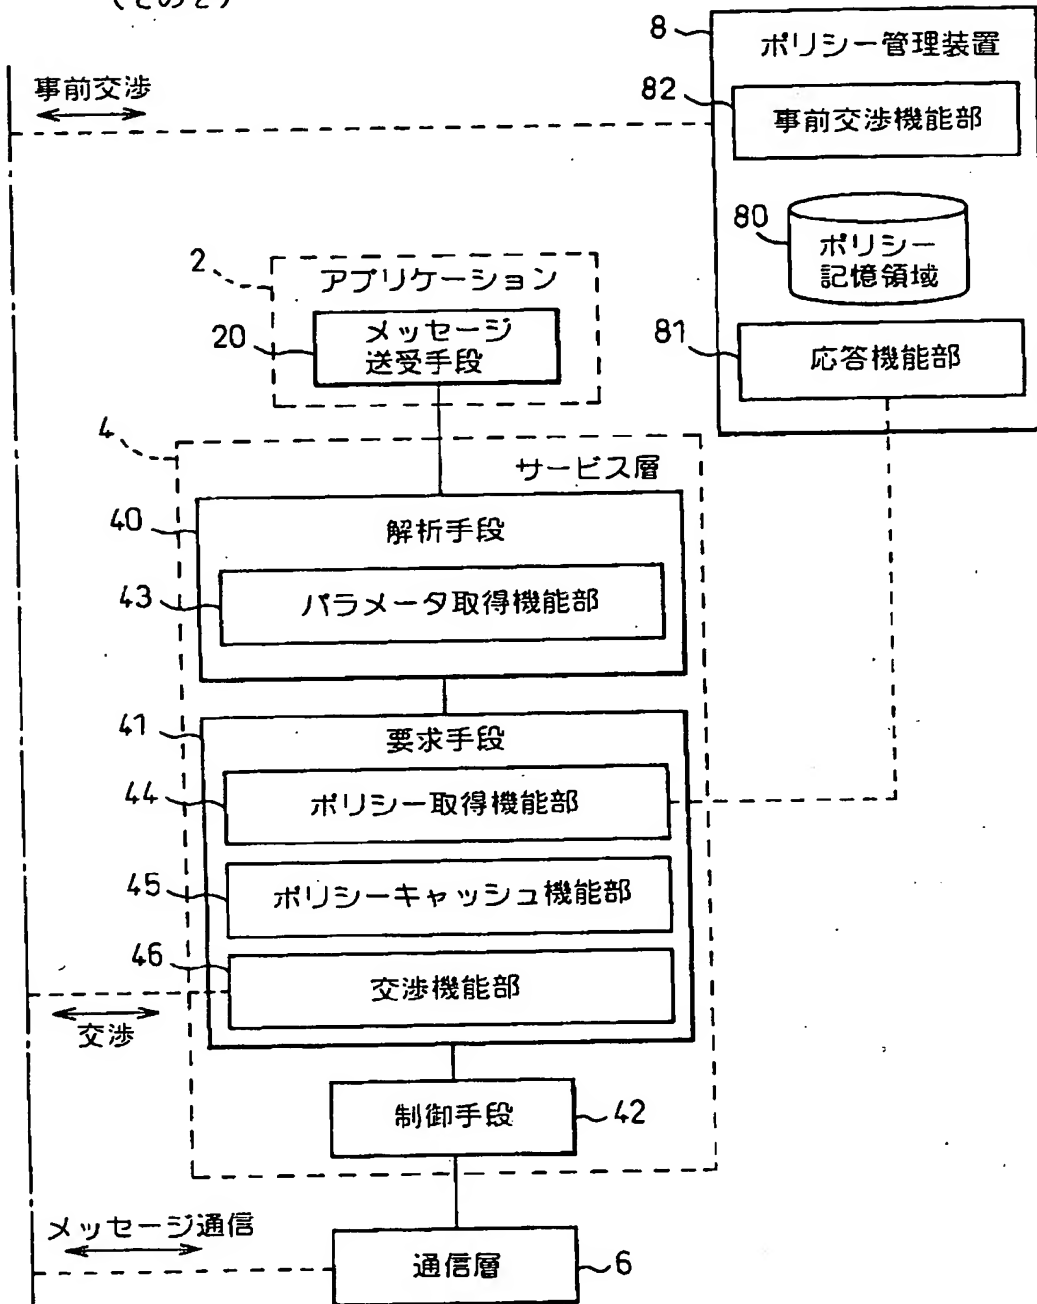 8
ポリシー管理装置
事前交渉
82
事前交渉機能部
80
ポリシー
記憶領域
2
アプリケーション
20
メッセージ
送受手段
81
応答機能部
4
サービス層
40
解析手段
43
パラメータ取得機能部
41
要求手段
44
ポリシー取得機能部
45
ポリシーキャッシュ機能部
46
交渉機能部
交渉
制御手段
42
メッセージ通信
通信層
6